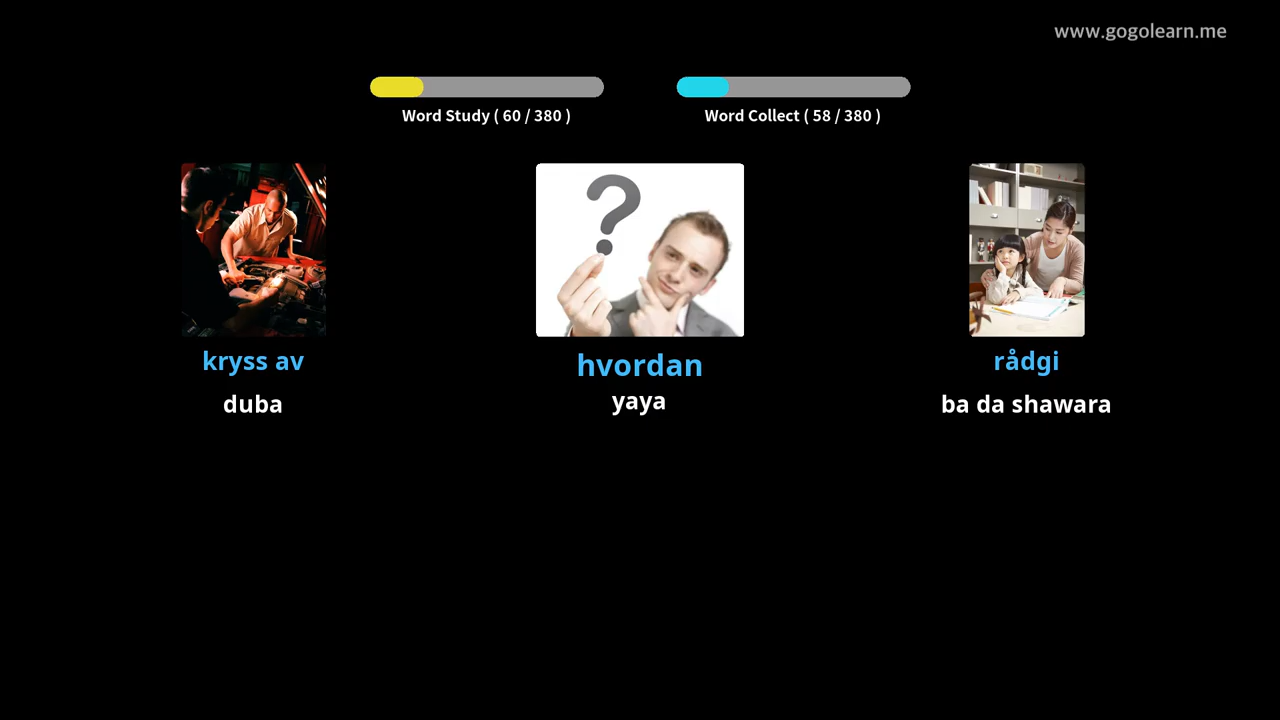 www.gogolearn.me
Word Study ( 60 / 380 )
Word Collect ( 58 / 380 )
kryss av
hvordan
rådgi
duba
yaya
ba da shawara